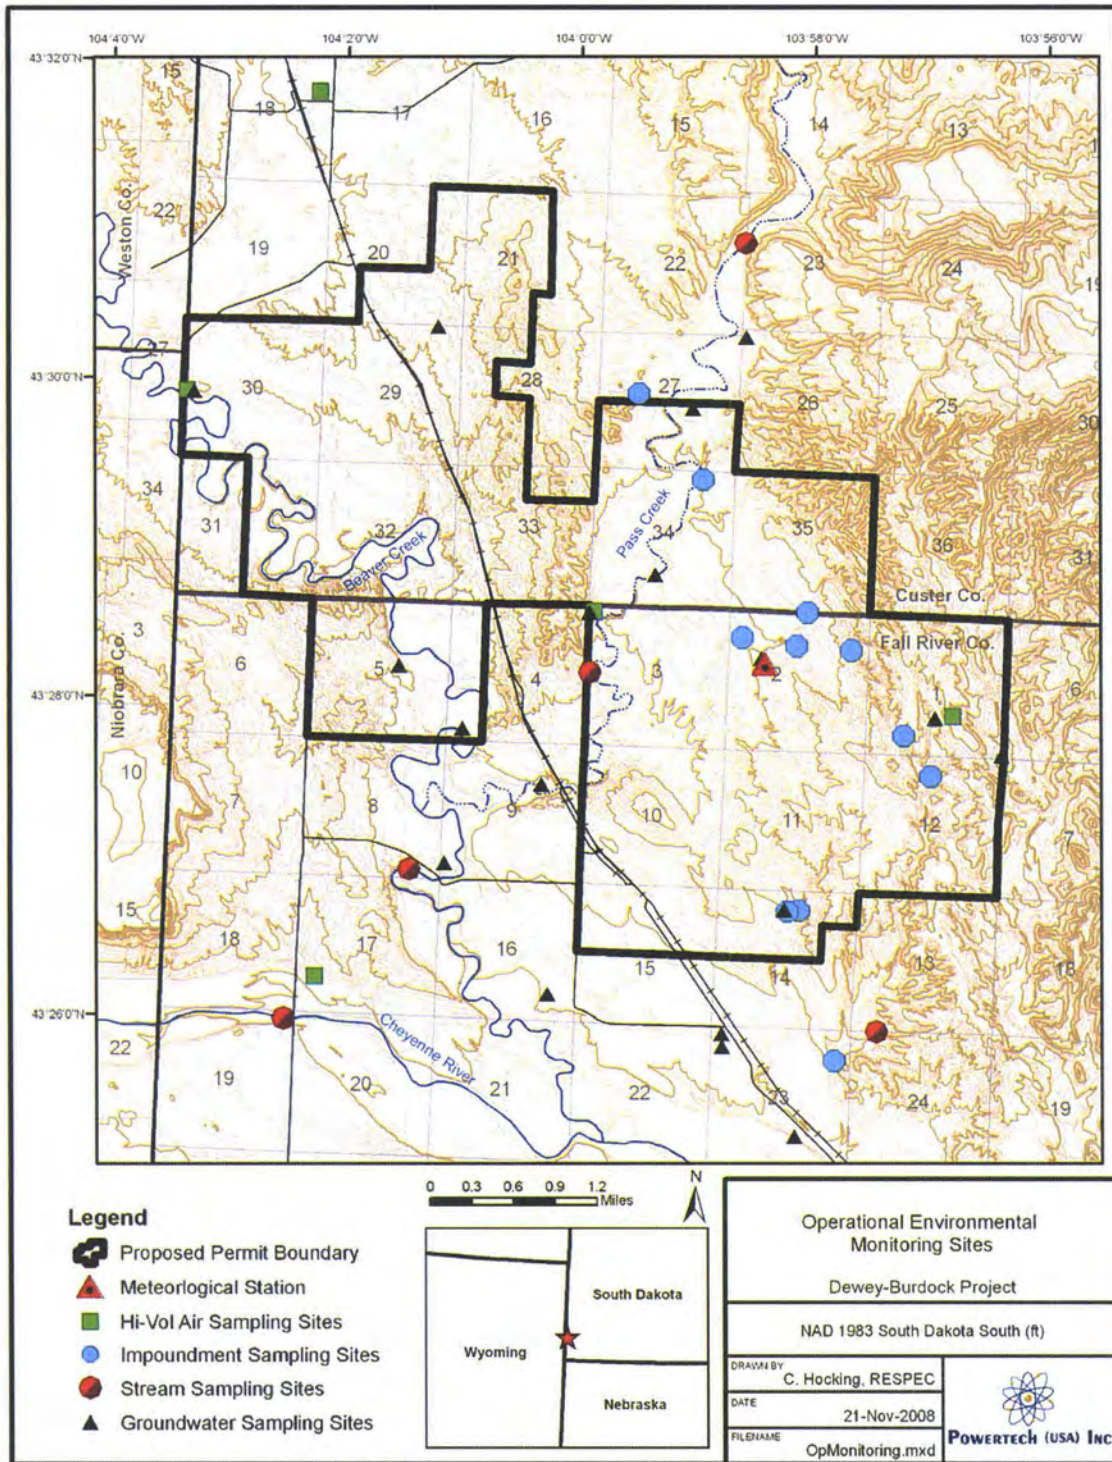 104°4'0"W 104°2'0"W 104°0'0"W 103°58'0"W 103°56'0"W
43°32'0"N
15 18 17 16 15 14 13
22 Weston Co. 19 20 21 22 23 24 19
43°30'0"N
27 30 29 28 27 26 25 30
34 31 32 33 34 35 36 31
Beaver Creek
Pass Creek
Custer Co.
Fall River Co.
3 6 5 4 3 2 1 6
43°28'0"N
Niobrara Co.
10 7 8 9 10 11 12 7
15 18 17 16 15 14 13 18
43°26'0"N
Cheyenne River
22 19 20 21 22 23 24 19
Legend
Proposed Permit Boundary
Meteorlogical Station
Hi-Vol Air Sampling Sites
Impoundment Sampling Sites
Stream Sampling Sites
Groundwater Sampling Sites
0 0.3 0.6 0.9 1.2
Miles
N
South Dakota
Wyoming
Nebraska
Operational Environmental
Monitoring Sites
Dewey-Burdock Project
NAD 1983 South Dakota South (ft)
DRAWN BY
C. Hocking, RESPEC
DATE
21-Nov-2008
FILENAME
OpMonitoring.mxd
POWERTECH (USA) INC